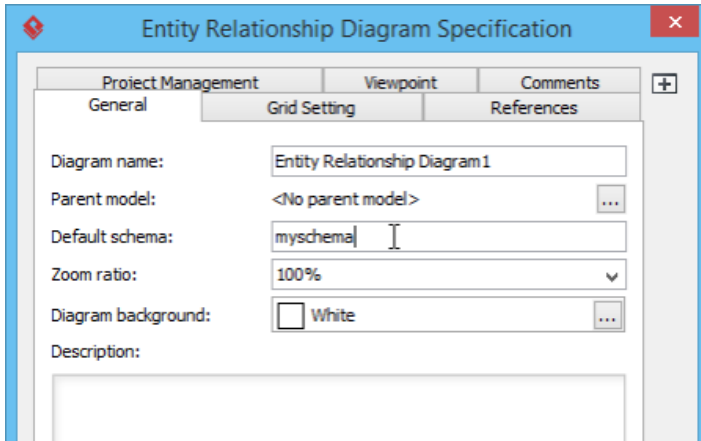 Entity Relationship Diagram Specification
Project Management Viewpoint Comments
General Grid Setting References
Diagram name: Entity Relationship Diagram1
Parent model: <No parent model> ...
Default schema: myschema
Zoom ratio: 100%
Diagram background: White ...
Description: